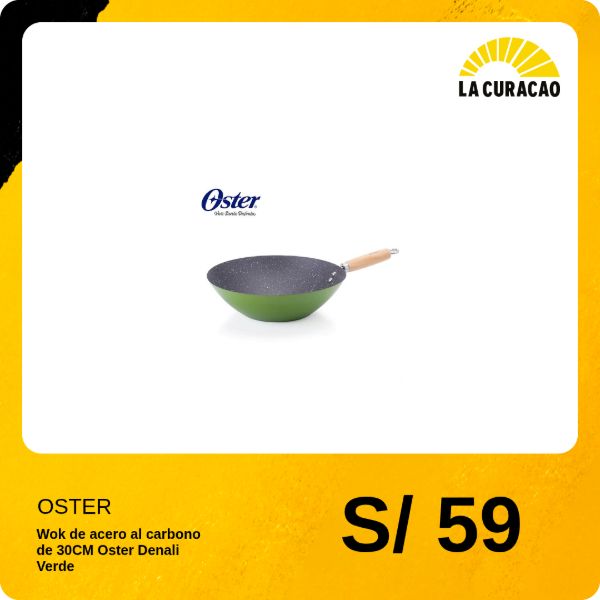 LA CURACAO
Oster
OSTER
Wok de acero al carbono
de 30CM Oster Denali
Verde
S/ 59